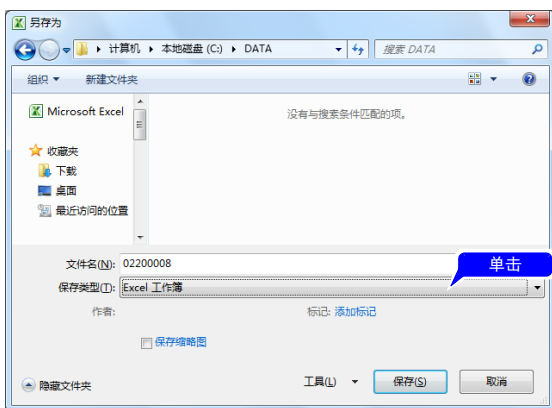 另存为
计算机 ▸ 本地磁盘 (C:) ▸ DATA 搜索 DATA
组织 ▼ 新建文件夹
Microsoft Excel
没有与搜索条件匹配的项。
收藏夹
下载
桌面
最近访问的位置
文件名(N): 02200008
单击
保存类型(T): Excel 工作簿
作者: 标记: 添加标记
保存缩略图
隐藏文件夹 工具(L) ▼ 保存(S) 取消